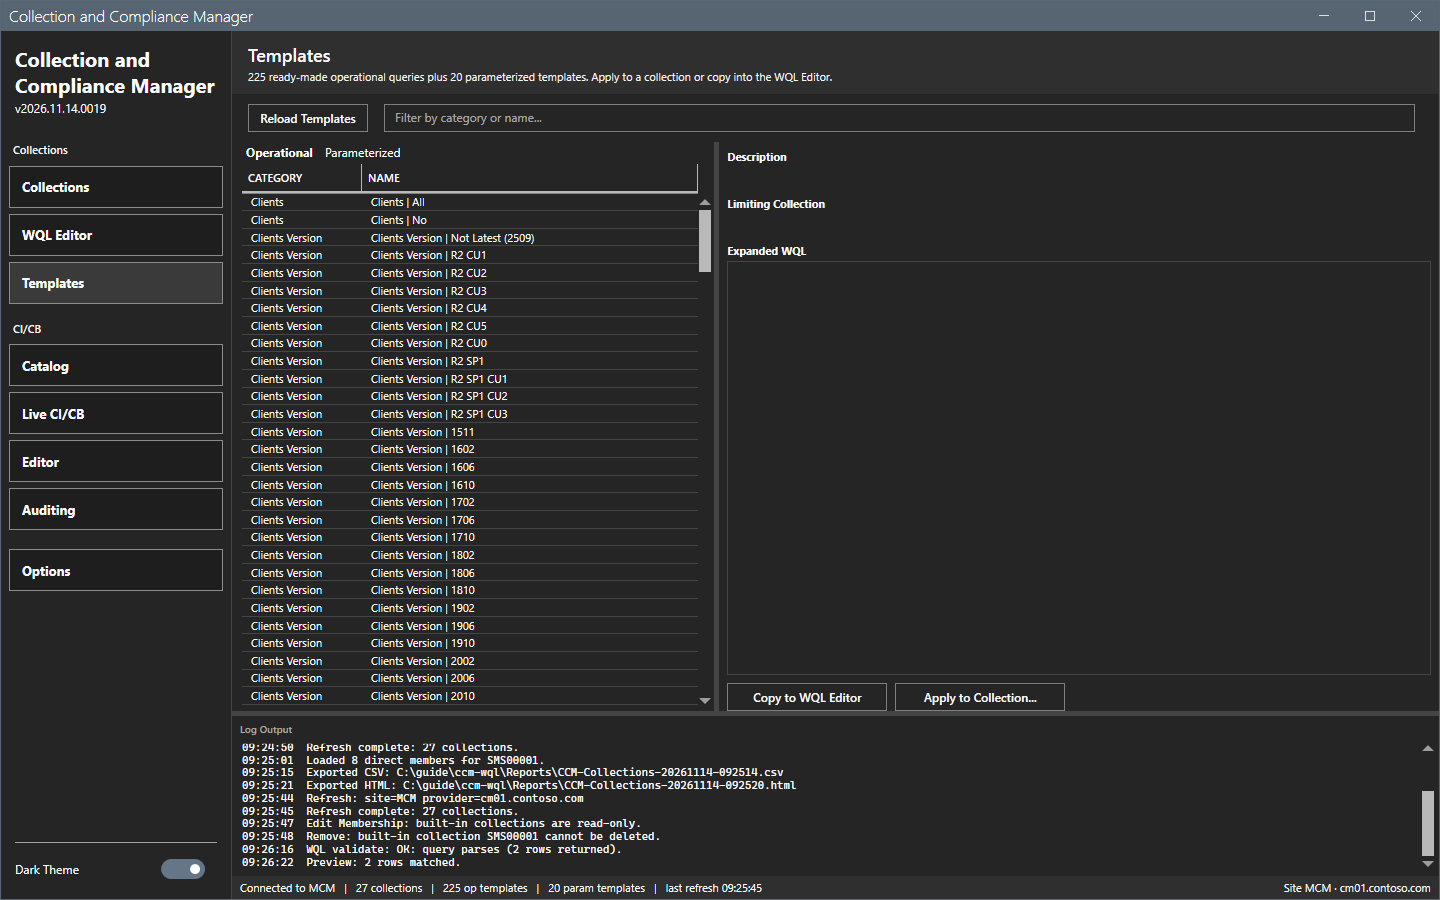 Collection and Compliance Manager
Collection and
Compliance Manager
v2026.11.14.0019
Collections
Collections
WQL Editor
Templates
CI/CB
Catalog
Live CI/CB
Editor
Auditing
Options
Dark Theme
Templates
225 ready-made operational queries plus 20 parameterized templates. Apply to a collection or copy into the WQL Editor.
Reload Templates
Filter by category or name...
Operational Parameterized
CATEGORY NAME
Clients Clients | All
Clients Clients | No
Clients Version Clients Version | Not Latest (2509)
Clients Version Clients Version | R2 CU1
Clients Version Clients Version | R2 CU2
Clients Version Clients Version | R2 CU3
Clients Version Clients Version | R2 CU4
Clients Version Clients Version | R2 CU5
Clients Version Clients Version | R2 CU0
Clients Version Clients Version | R2 SP1
Clients Version Clients Version | R2 SP1 CU1
Clients Version Clients Version | R2 SP1 CU2
Clients Version Clients Version | R2 SP1 CU3
Clients Version Clients Version | 1511
Clients Version Clients Version | 1602
Clients Version Clients Version | 1606
Clients Version Clients Version | 1610
Clients Version Clients Version | 1702
Clients Version Clients Version | 1706
Clients Version Clients Version | 1710
Clients Version Clients Version | 1802
Clients Version Clients Version | 1806
Clients Version Clients Version | 1810
Clients Version Clients Version | 1902
Clients Version Clients Version | 1906
Clients Version Clients Version | 1910
Clients Version Clients Version | 2002
Clients Version Clients Version | 2006
Clients Version Clients Version | 2010
Description
Limiting Collection
Expanded WQL
Copy to WQL Editor
Apply to Collection...
Log Output
09:24:50 Refresh complete: 27 collections.
09:25:01 Loaded 8 direct members for SMS00001.
09:25:15 Exported CSV: C:\guide\ccm-wql\Reports\CCM-Collections-20261114-092514.csv
09:25:21 Exported HTML: C:\guide\ccm-wql\Reports\CCM-Collections-20261114-092520.html
09:25:44 Refresh: site=MCM provider=cm01.contoso.com
09:25:45 Refresh complete: 27 collections.
09:25:47 Edit Membership: built-in collections are read-only.
09:25:48 Remove: built-in collection SMS00001 cannot be deleted.
09:26:16 WQL validate: OK: query parses (2 rows returned).
09:26:22 Preview: 2 rows matched.
Connected to MCM | 27 collections | 225 op templates | 20 param templates | last refresh 09:25:45
Site MCM · cm01.contoso.com